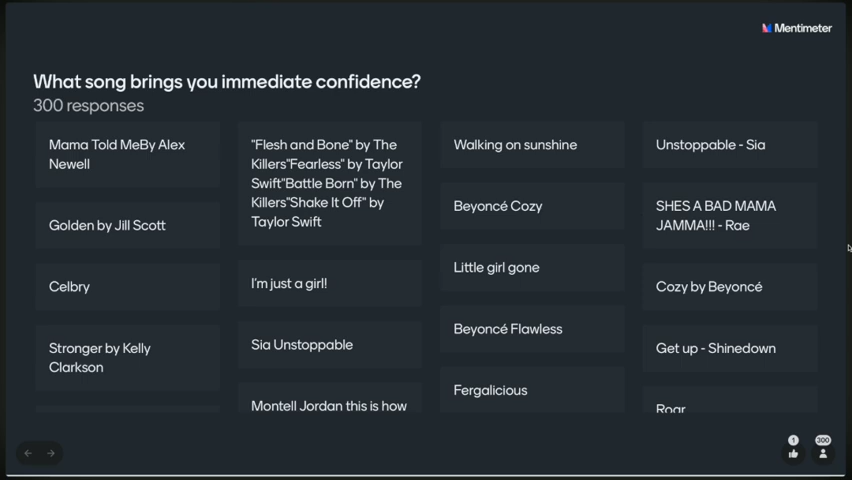 Mentimeter
What song brings you immediate confidence?
300 responses
Mama Told MeBy Alex
Newell
Golden by Jill Scott
Celbry
Stronger by Kelly
Clarkson
"Flesh and Bone" by The
Killers"Fearless" by Taylor
Swift"Battle Born" by The
Killers"Shake It Off" by
Taylor Swift
I'm just a girl!
Sia Unstoppable
Montell Jordan this is how
Walking on sunshine
Beyoncé Cozy
Little girl gone
Beyoncé Flawless
Fergalicious
Unstoppable - Sia
SHES A BAD MAMA
JAMMA!!! - Rae
Cozy by Beyoncé
Get up - Shinedown
Roar
1
300